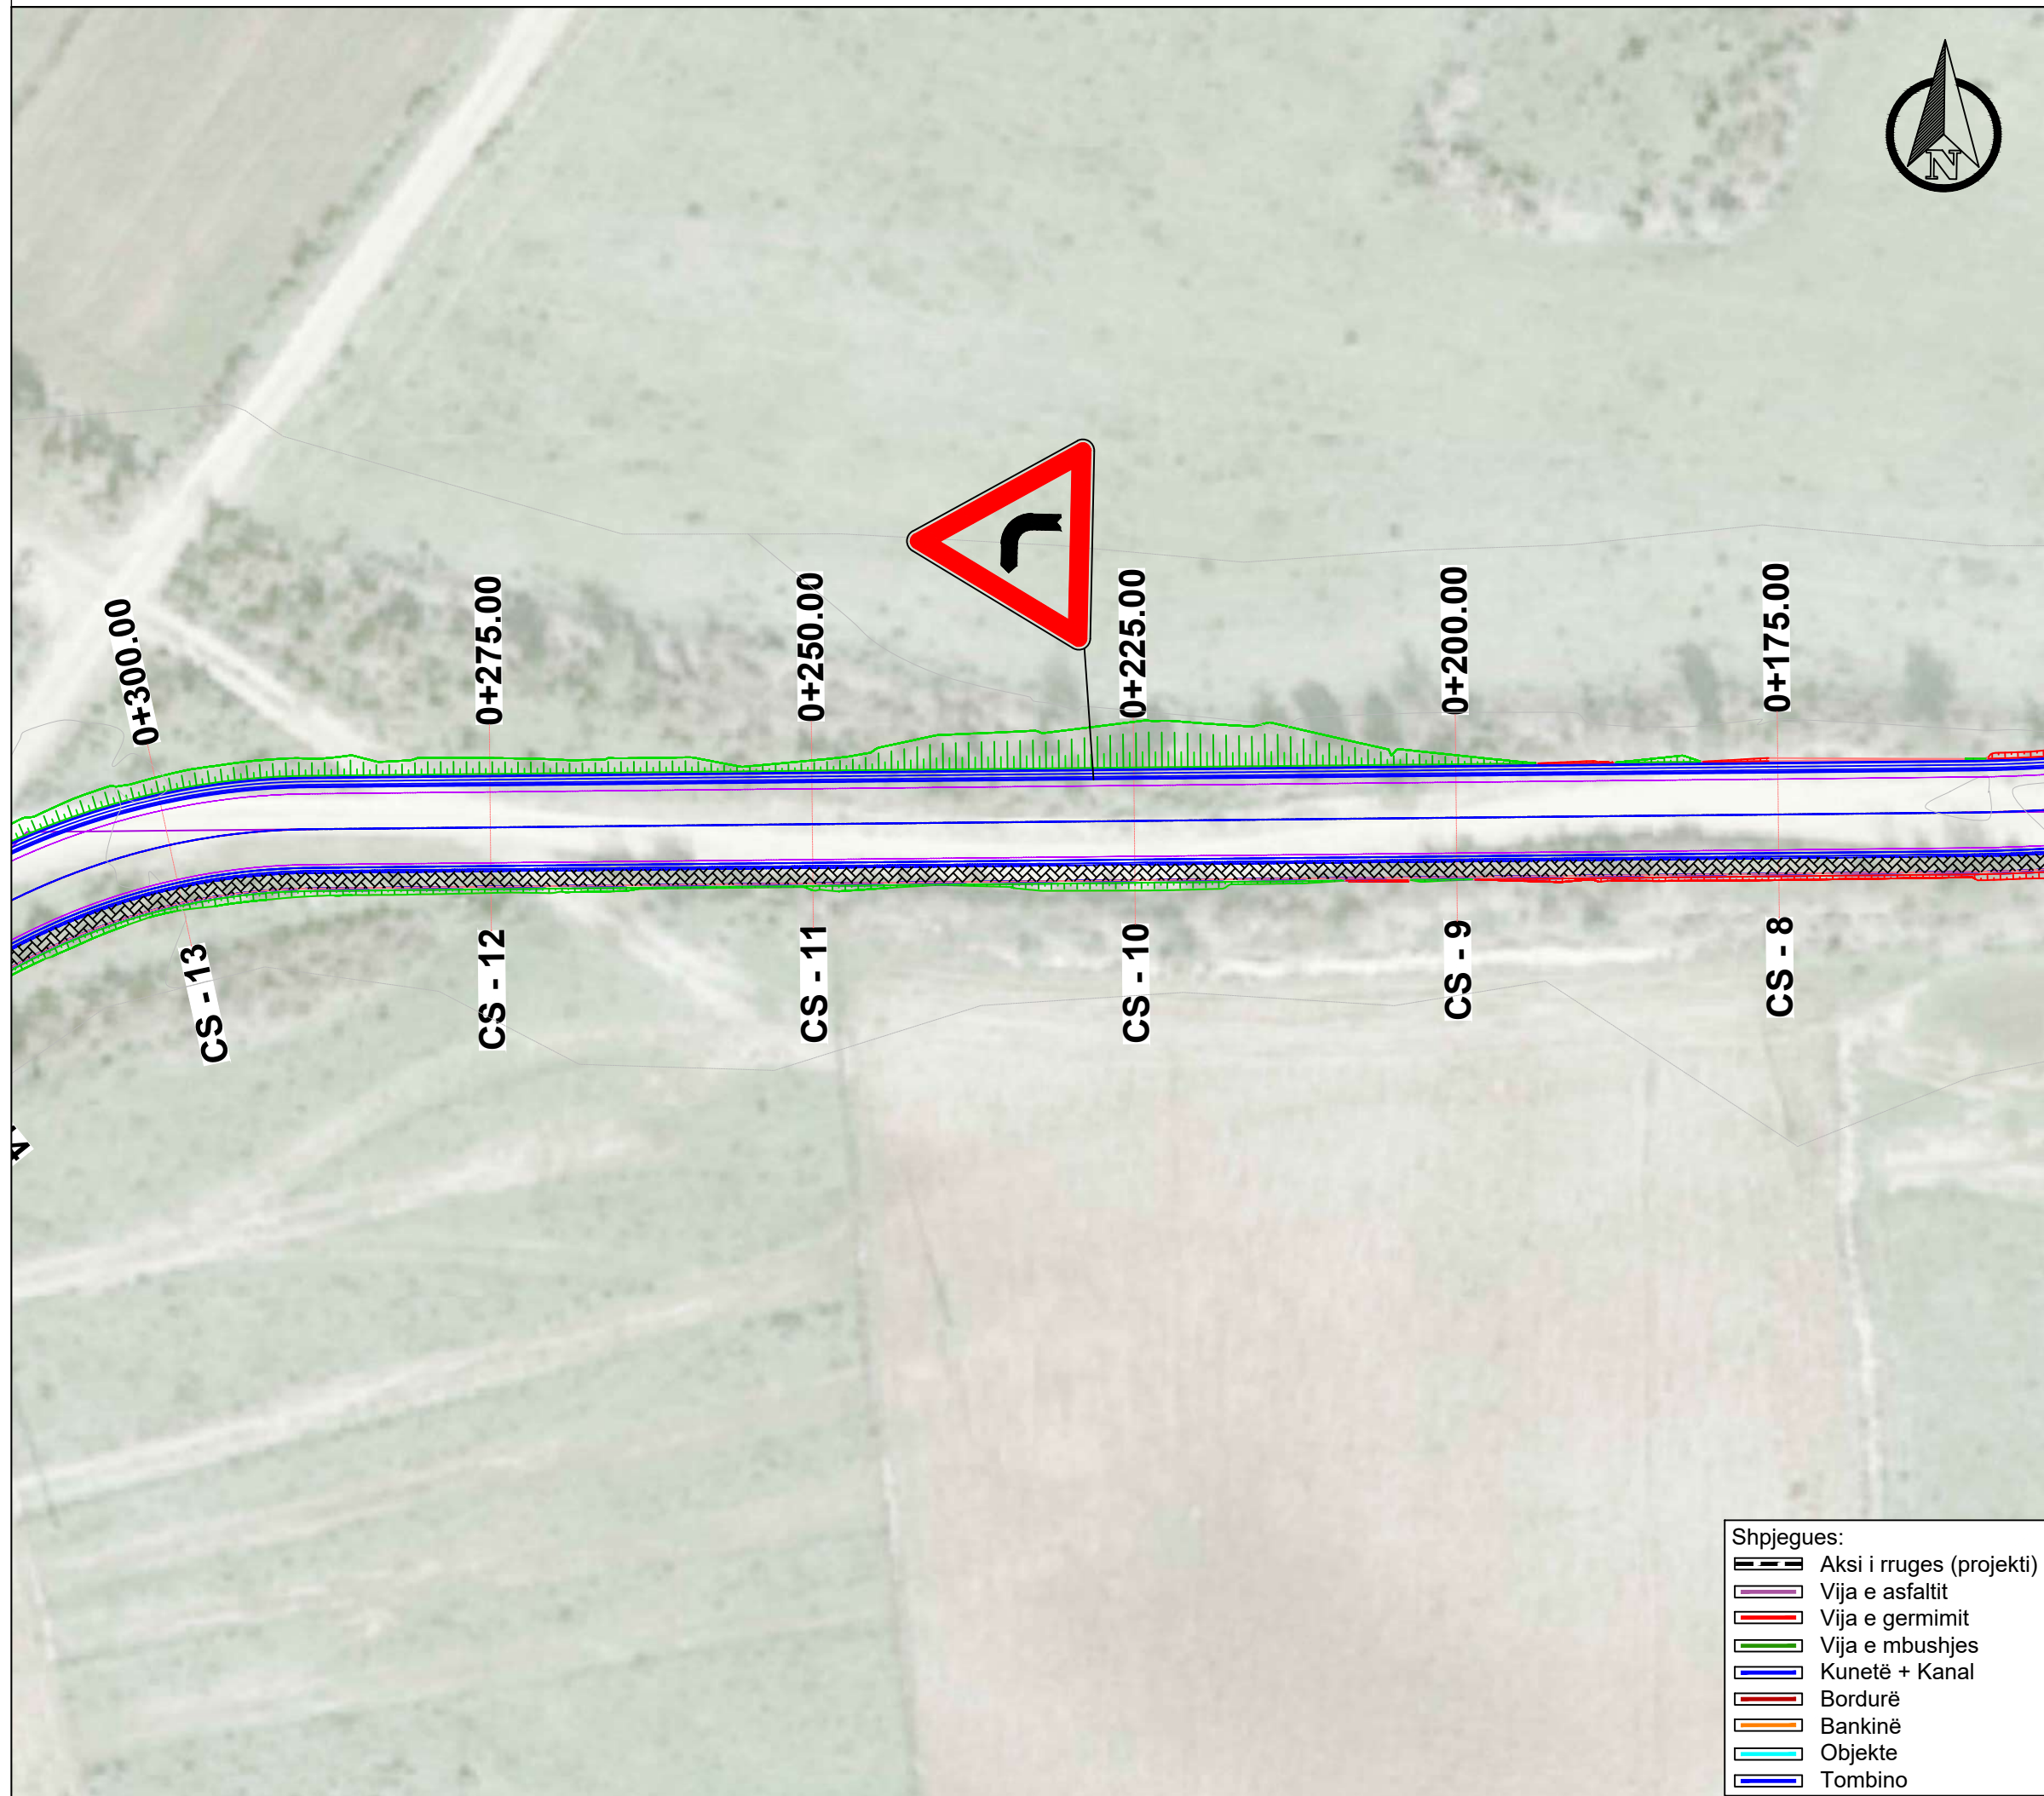 N
0+300.00
0+275.00
0+250.00
0+225.00
0+200.00
0+175.00
CS - 13
CS - 12
CS - 11
CS - 10
CS - 9
CS - 8
4
Shpjegues:
Aksi i rruges (projekti)
Vija e asfaltit
Vija e germimit
Vija e mbushjes
Kunetë + Kanal
Bordurë
Bankinë
Objekte
Tombino